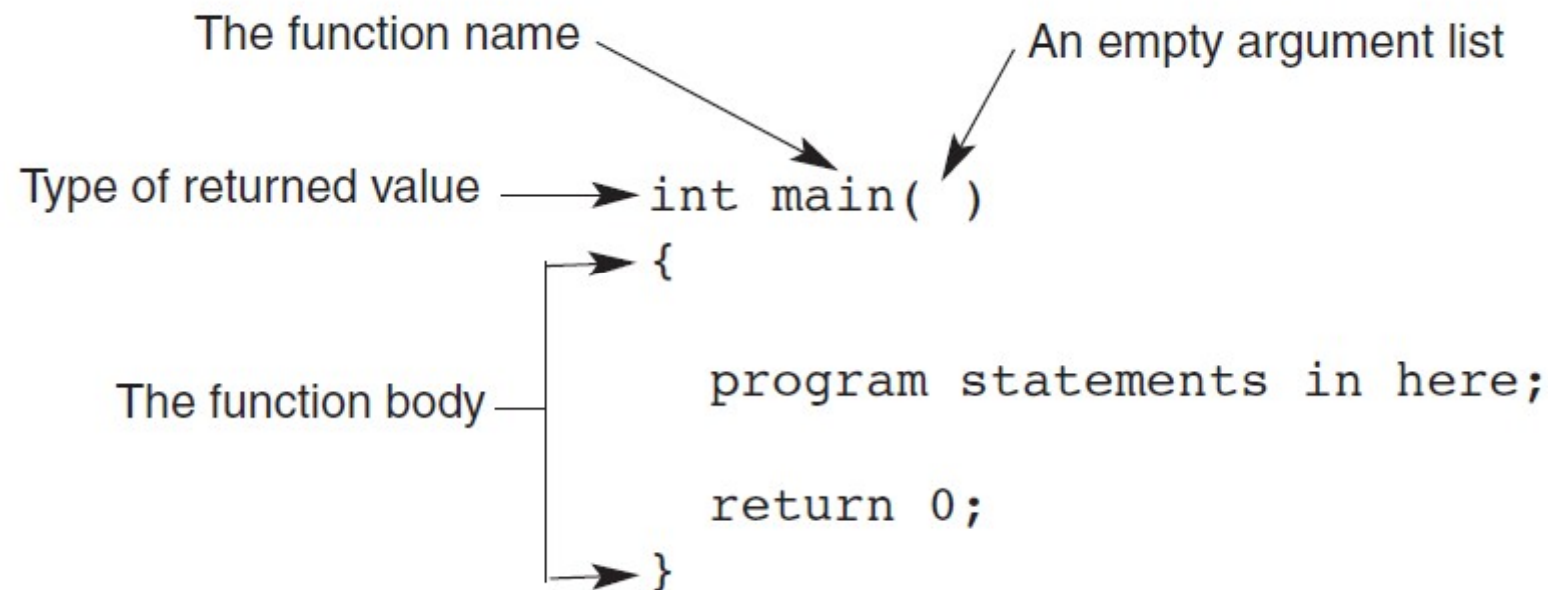 The function name
An empty argument list
Type of returned value
int main( )
{
The function body
program statements in here;
return 0;
}